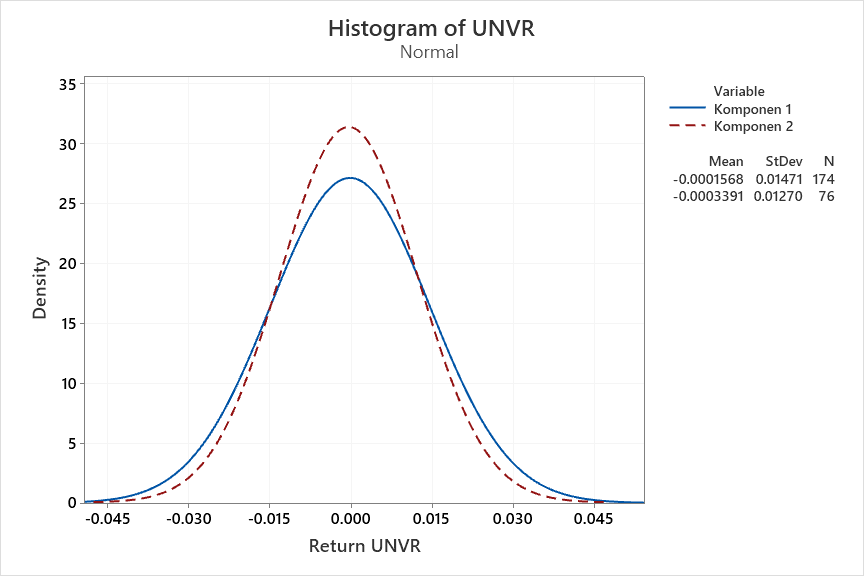 Histogram of UNVR
Normal
35
30
25
20
15
10
5
0
Density
-0.045 -0.030 -0.015 0.000 0.015 0.030 0.045
Return UNVR
Variable
Komponen 1
Komponen 2
Mean StDev N
-0.0001568 0.01471 174
-0.0003391 0.01270 76